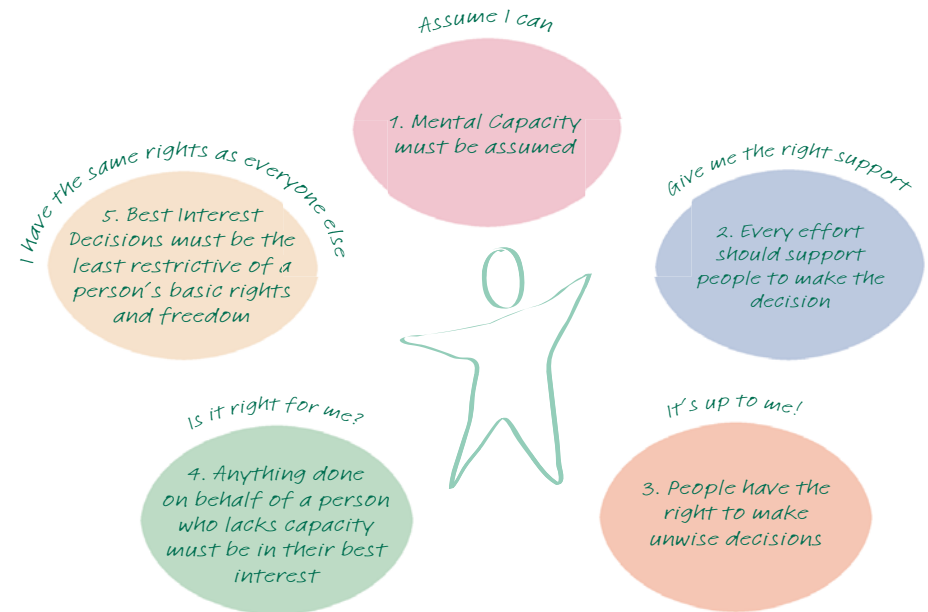 Assume I can
1. Mental Capacity
must be assumed
Give me the right support
2. Every effort
should support
people to make the
decision
It's up to me!
3. People have the
right to make
unwise decisions
Is it right for me?
4. Anything done
on behalf of a person
who lacks capacity
must be in their best
interest
I have the same rights as everyone else
5. Best Interest
Decisions must be the
least restrictive of a
person's basic rights
and freedom